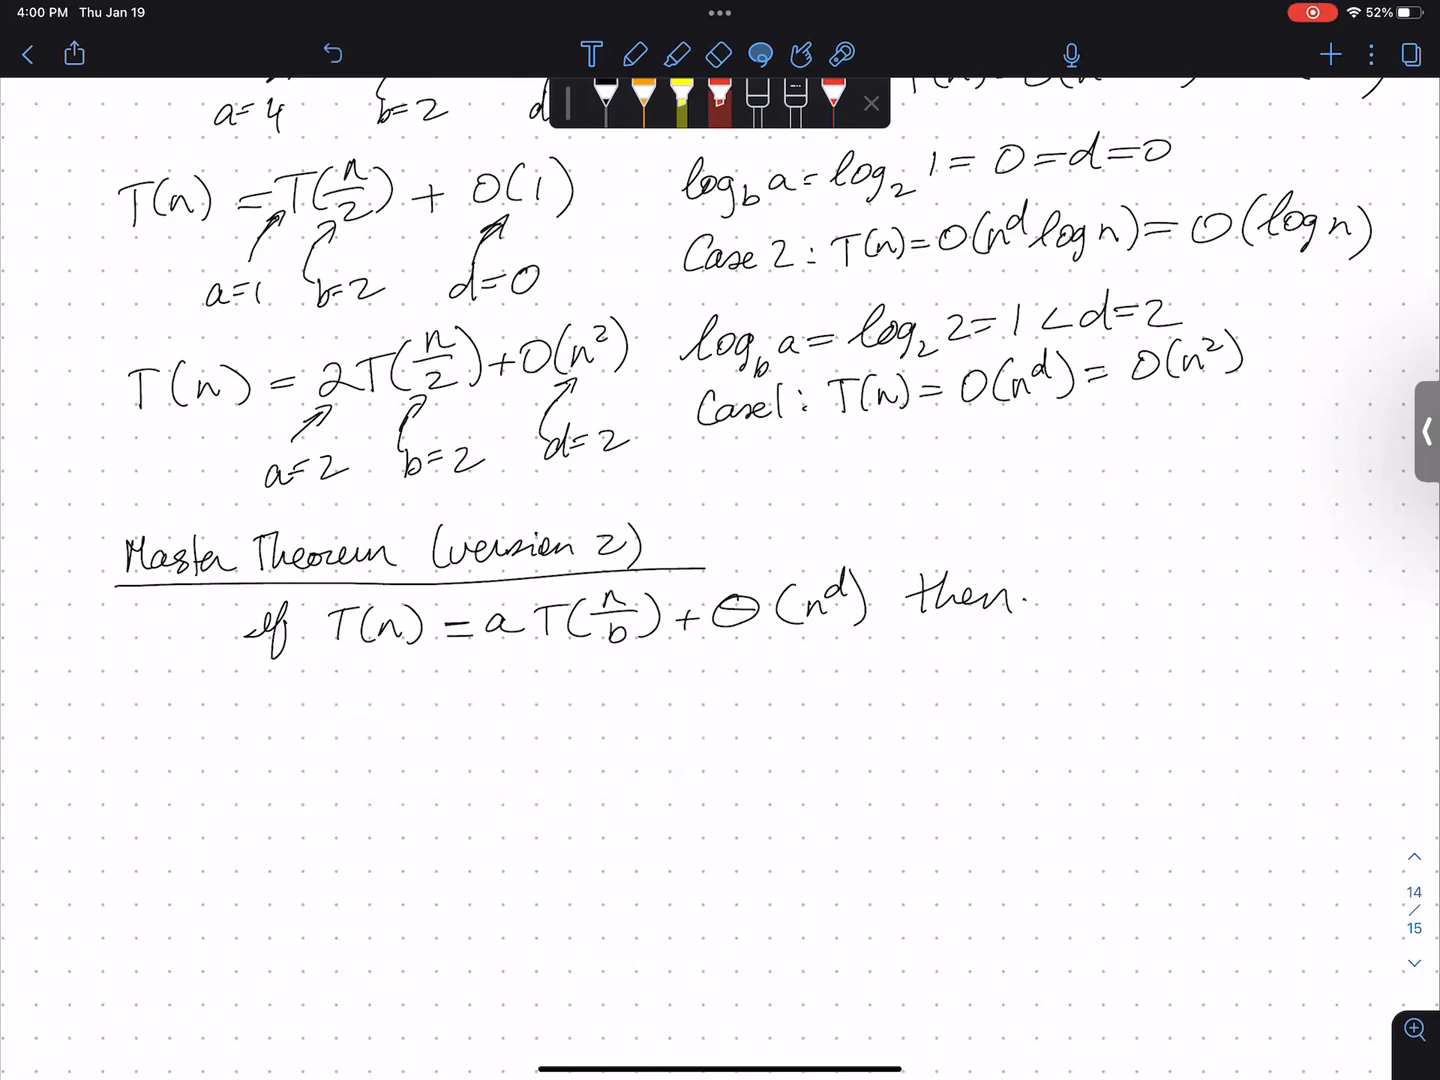 4:00 PM Thu Jan 19
52%
a=4 b=2 d
T(n) = T(n/2) + O(1)
a=1 b=2 d=0
log_b a = log_2 1 = 0 = d = 0
Case 2: T(n) = O(n^d log n) = O(log n)
T(n) = 2T(n/2) + O(n^2)
a=2 b=2 d=2
log_b a = log_2 2 = 1 < d = 2
Case 1: T(n) = O(n^d) = O(n^2)
Master Theorem (version 2)
If T(n) = a T(n/b) + Θ(n^d) then.
14
/
15